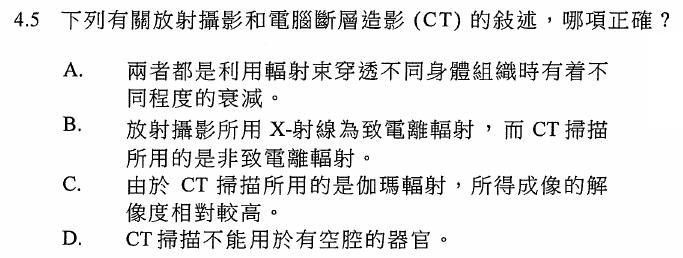 4.5 下列有關放射攝影和電腦斷層造影 (CT) 的敍述，哪項正確？
A. 兩者都是利用輻射束穿透不同身體組織時有着不
同程度的衰減。
B. 放射攝影所用 X-射線為致電離輻射，而 CT 掃描
所用的是非致電離輻射。
C. 由於 CT 掃描所用的是伽瑪輻射，所得成像的解
像度相對較高。
D. CT 掃描不能用於有空腔的器官。